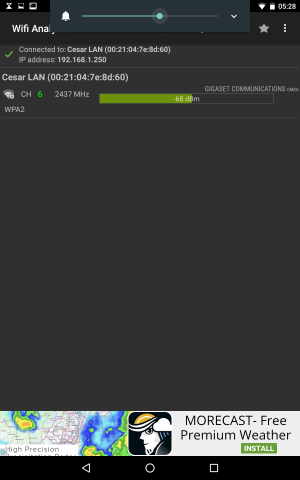 05:28
Wifi Analy
Connected to: Cesar LAN (00:21:04:7e:8d:60)
IP address: 192.168.1.250
Cesar LAN (00:21:04:7e:8d:60)
GIGASET COMMUNICATIONS GMBH
CH 6 2437 MHz
-68 dBm
WPA2
MORECAST- Free
Premium Weather
INSTALL
High Precision
Precipitation Radar